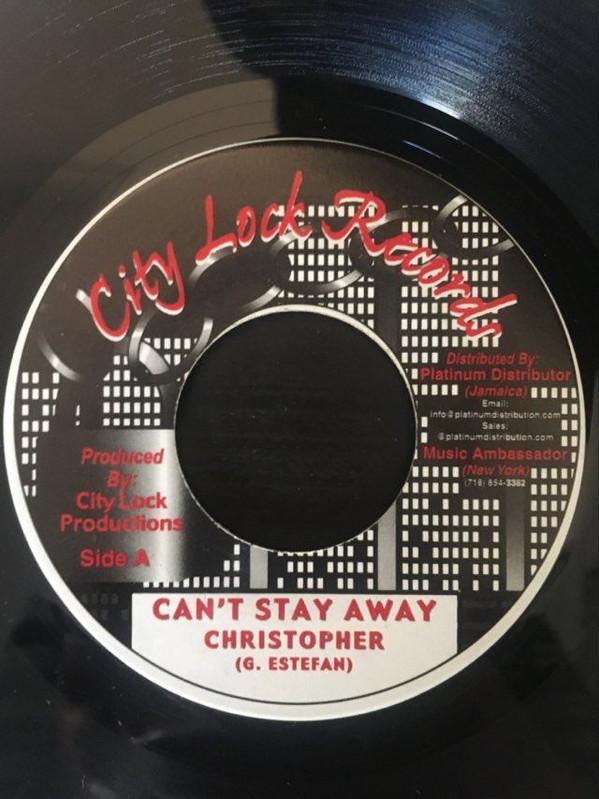 City Lock Records
Distributed By:
Platinum Distributor
(Jamaica)
Email:
info@platinumdistribution.com
Sales:
@platinumdistribution.com
Music Ambassador
(New York)
(718) 854-3362
Produced
By:
City Lock
Productions
Side A
CAN'T STAY AWAY
CHRISTOPHER
(G. ESTEFAN)